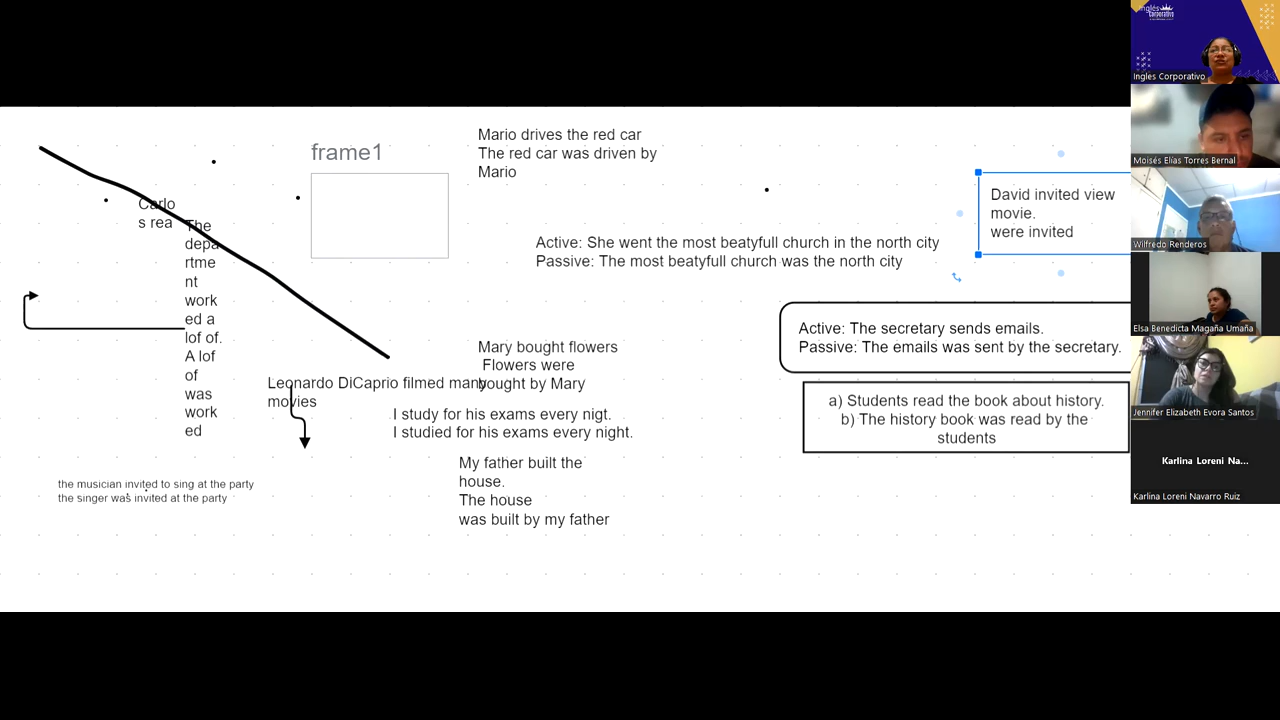 frame1
Mario drives the red car
The red car was driven by
Mario
Carlo
s rea
The
depa
rtme
nt
work
ed a
lof of.
A lof
of
was
work
ed
Active: She went the most beatyfull church in the north city
Passive: The most beatyfull church was the north city
David invited view
movie.
were invited
Active: The secretary sends emails.
Passive: The emails was sent by the secretary.
Mary bought flowers
Flowers were
bought by Mary
Leonardo DiCaprio filmed many
movies
I study for his exams every nigt.
I studied for his exams every night.
a) Students read the book about history.
b) The history book was read by the
students
My father built the
house.
The house
was built by my father
the musician invited to sing at the party
the singer was invited at the party
Inglés
corporativo
Ingles Corporativo
Moisés Elías Torres Bernal
Wilfredo Renderos
Elsa Benedicta Magaña Umaña
Jennifer Elizabeth Evora Santos
Karlina Loreni Na...
Karlina Loreni Navarro Ruiz